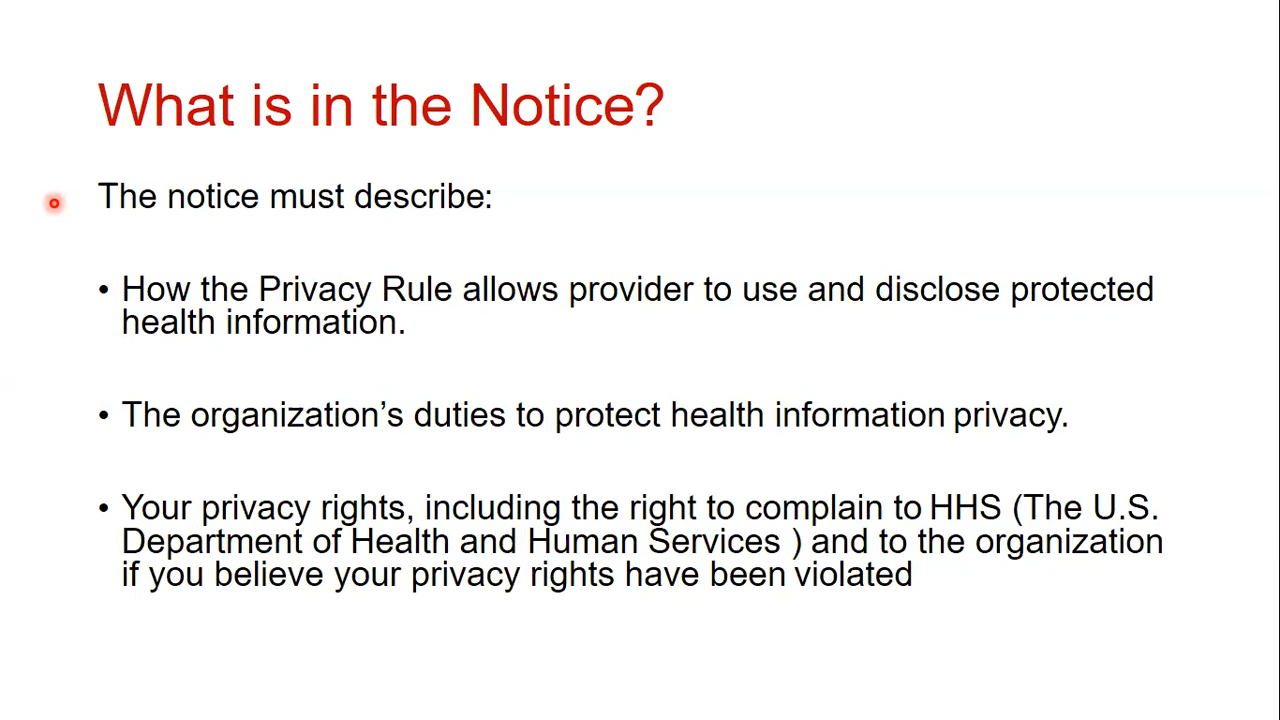 What is in the Notice?
The notice must describe:
• How the Privacy Rule allows provider to use and disclose protected
health information.
• The organization’s duties to protect health information privacy.
• Your privacy rights, including the right to complain to HHS (The U.S.
Department of Health and Human Services ) and to the organization
if you believe your privacy rights have been violated